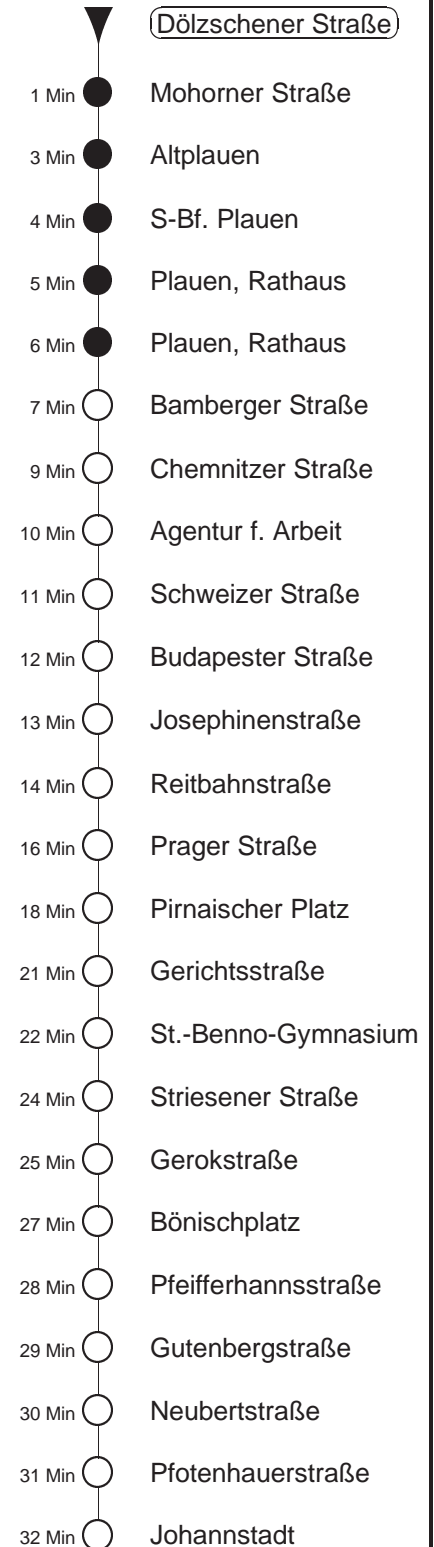 Dölzschener Straße
1 Min Mohorner Straße
3 Min Altplauen
4 Min S-Bf. Plauen
5 Min Plauen, Rathaus
6 Min Plauen, Rathaus
7 Min Bamberger Straße
9 Min Chemnitzer Straße
10 Min Agentur f. Arbeit
11 Min Schweizer Straße
12 Min Budapester Straße
13 Min Josephinenstraße
14 Min Reitbahnstraße
16 Min Prager Straße
18 Min Pirnaischer Platz
21 Min Gerichtsstraße
22 Min St.-Benno-Gymnasium
24 Min Striesener Straße
25 Min Gerokstraße
27 Min Bönischplatz
28 Min Pfeifferhannsstraße
29 Min Gutenbergstraße
30 Min Neubertstraße
31 Min Pfotenhauerstraße
32 Min Johannstadt